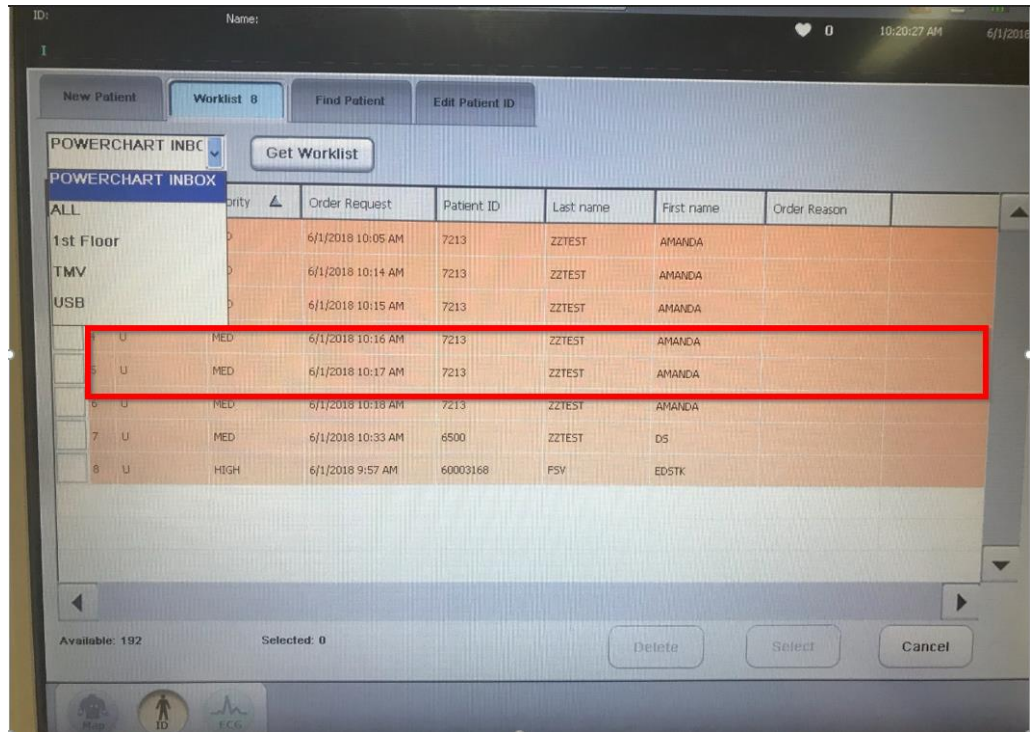 ID: Name:
0 10:20:27 AM 6/1/2018
I
New Patient Worklist 8 Find Patient Edit Patient ID
POWERCHART INBC Get Worklist
POWERCHART INBOX
ALL
1st Floor
TMV
USB
ority Order Request Patient ID Last name First name Order Reason
6/1/2018 10:05 AM 7213 ZZTEST AMANDA
6/1/2018 10:14 AM 7213 ZZTEST AMANDA
6/1/2018 10:15 AM 7213 ZZTEST AMANDA
U MED 6/1/2018 10:16 AM 7213 ZZTEST AMANDA
5 U MED 6/1/2018 10:17 AM 7213 ZZTEST AMANDA
6 U MED 6/1/2018 10:18 AM 7213 ZZTEST AMANDA
7 U MED 6/1/2018 10:33 AM 6500 ZZTEST DS
8 U HIGH 6/1/2018 9:57 AM 60003168 FSV EDSTK
Available: 192 Selected: 0 Delete Select Cancel
Map ID ECG